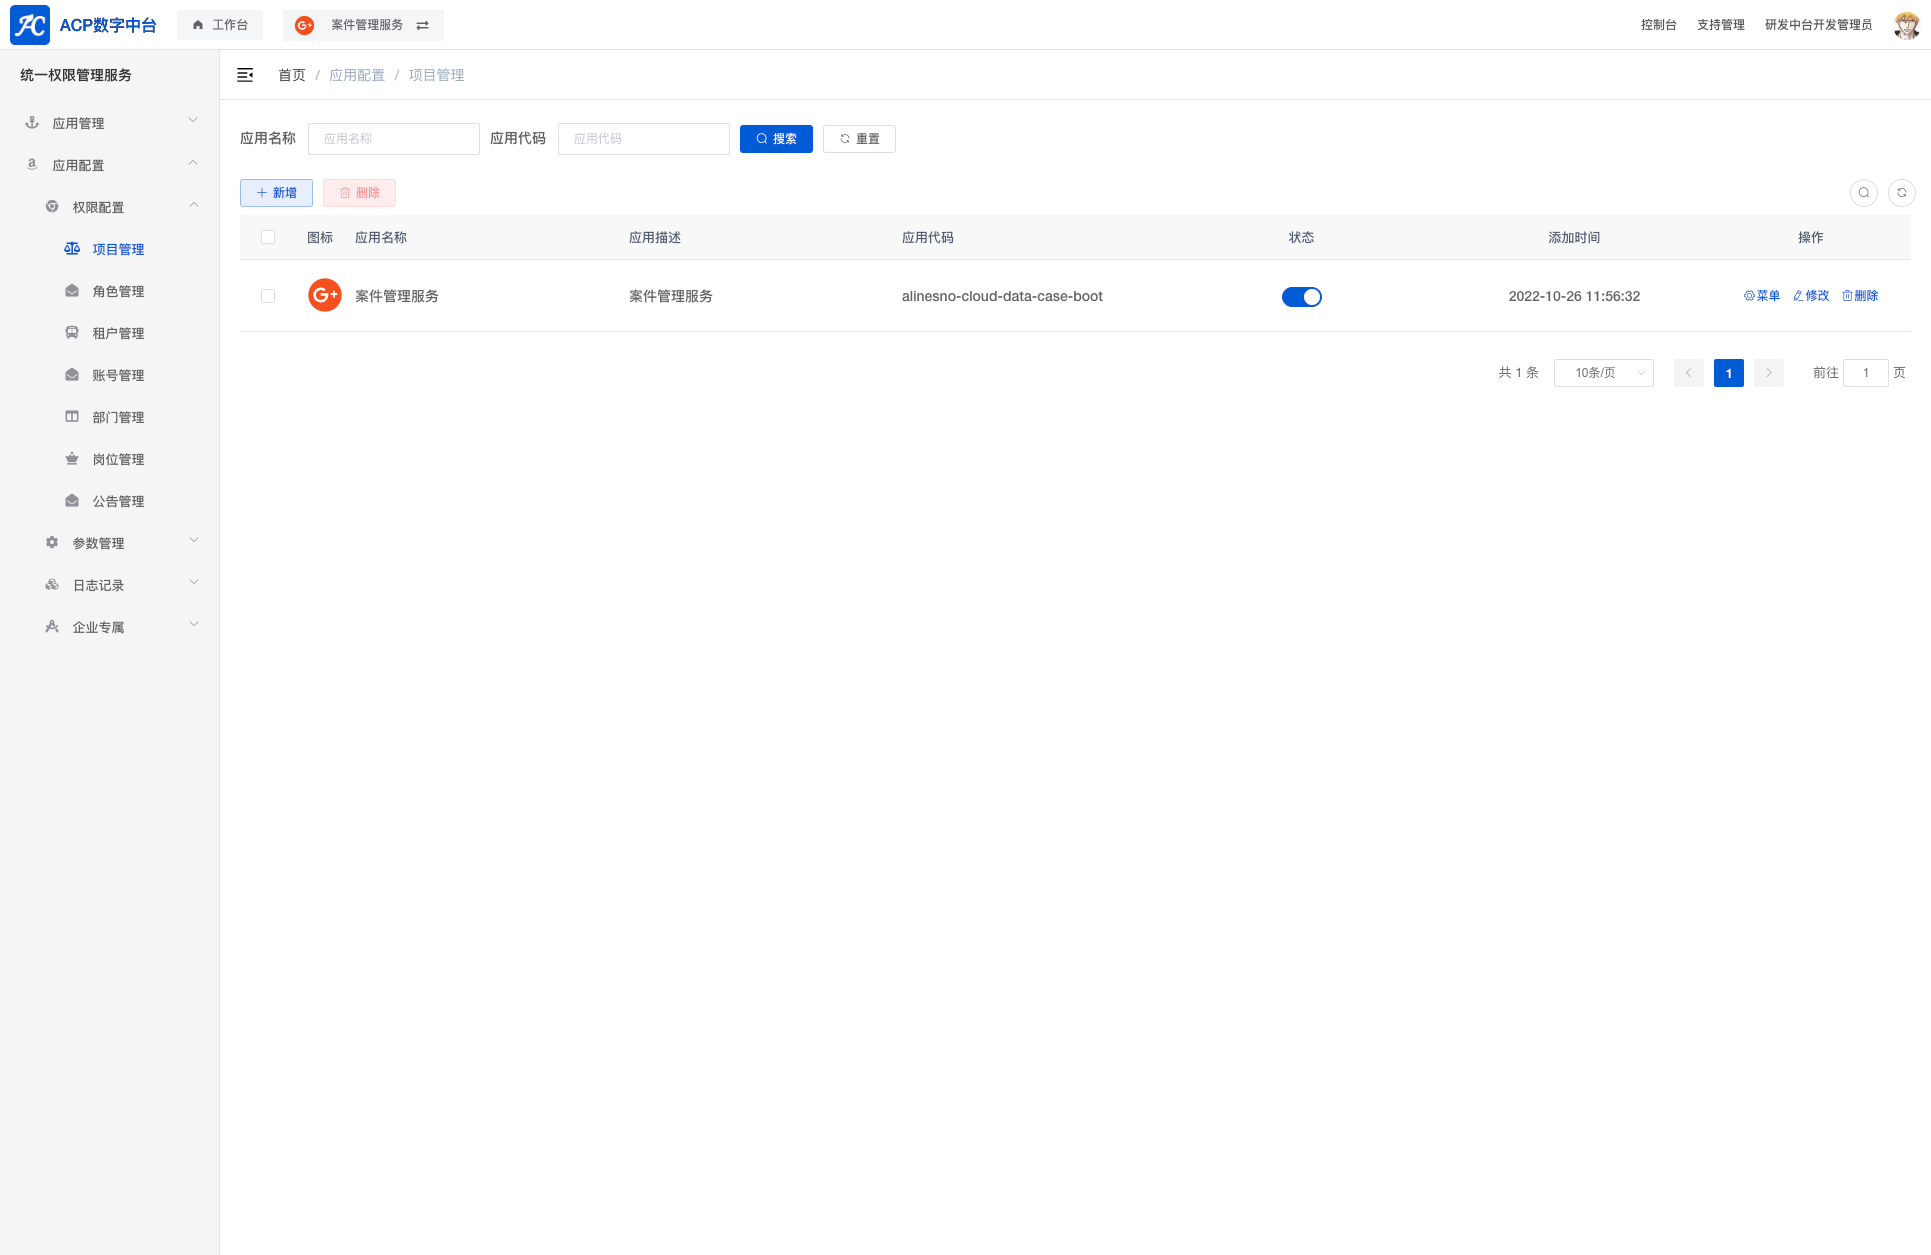 ACP数字中台 工作台 案件管理服务 控制台 支持管理 研发中台开发管理员
统一权限管理服务
应用管理
应用配置
权限配置
项目管理
角色管理
租户管理
账号管理
部门管理
岗位管理
公告管理
参数管理
日志记录
企业专属
首页 / 应用配置 / 项目管理
应用名称 应用名称 应用代码 应用代码 搜索 重置
新增 删除
图标 应用名称 应用描述 应用代码 状态 添加时间 操作
G+ 案件管理服务 案件管理服务 alinesno-cloud-data-case-boot 2022-10-26 11:56:32 菜单 修改 删除
共 1 条 10条/页 1 前往 1 页